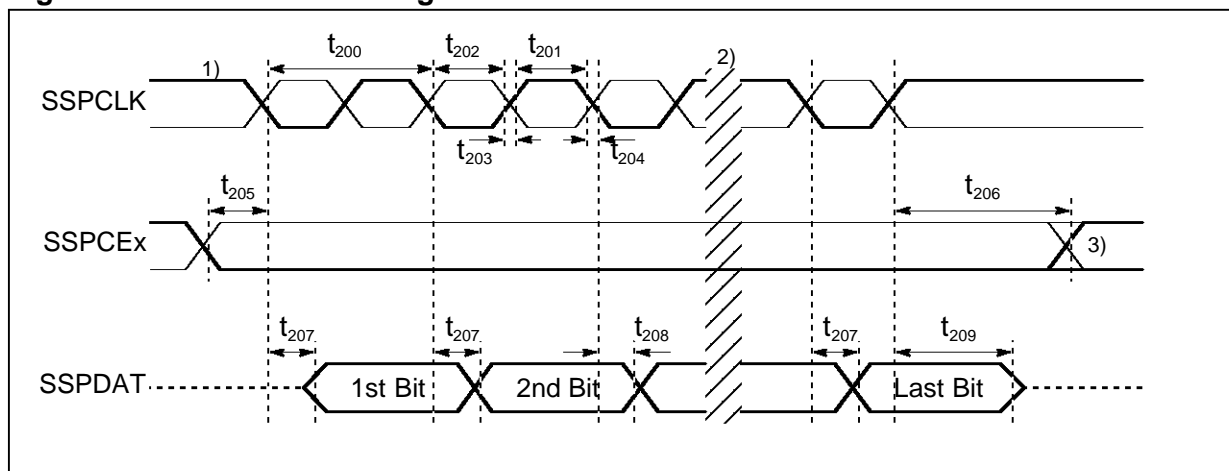 t200 t202 t201 2)
1)
SSPCLK
t203 t204
t205 t206
SSPCEx 3)
t207 t207 t208 t207 t209
SSPDAT 1st Bit 2nd Bit Last Bit